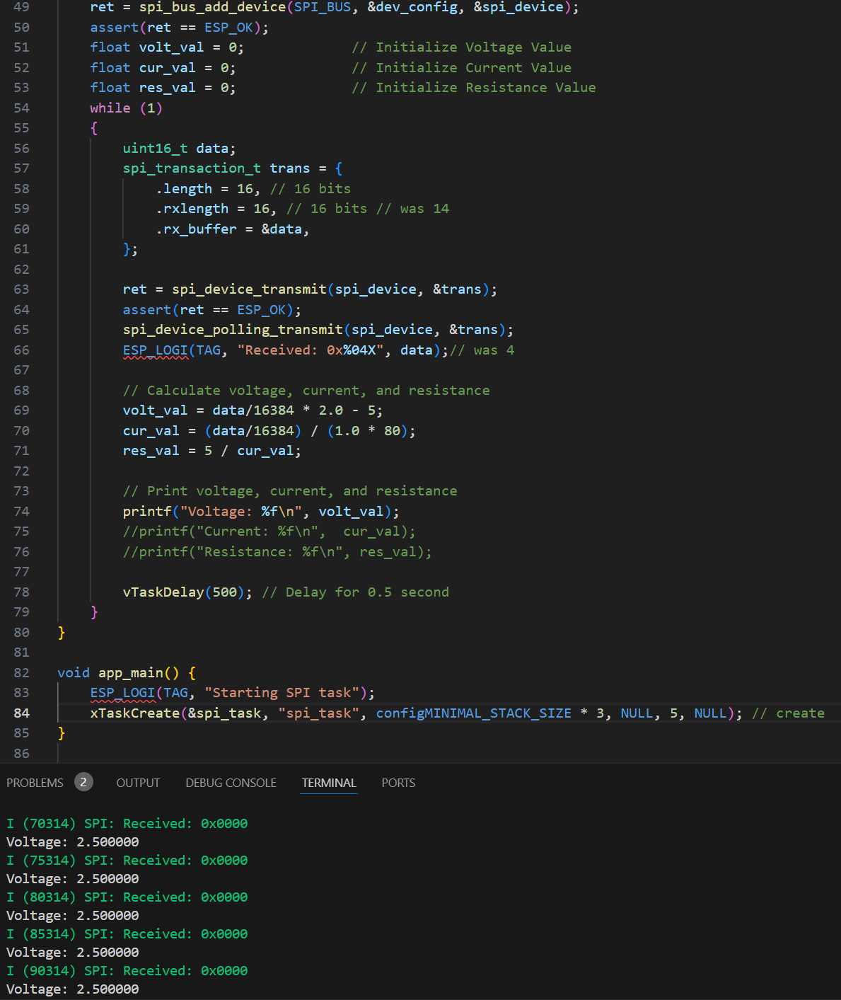 49 ret = spi_bus_add_device(SPI_BUS, &dev_config, &spi_device);
50 assert(ret == ESP_OK);
51 float volt_val = 0; // Initialize Voltage Value
52 float cur_val = 0; // Initialize Current Value
53 float res_val = 0; // Initialize Resistance Value
54 while (1)
55 {
56 uint16_t data;
57 spi_transaction_t trans = {
58 .length = 16, // 16 bits
59 .rxlength = 16, // 16 bits // was 14
60 .rx_buffer = &data,
61 };
62
63 ret = spi_device_transmit(spi_device, &trans);
64 assert(ret == ESP_OK);
65 spi_device_polling_transmit(spi_device, &trans);
66 ESP_LOGI(TAG, "Received: 0x%04X", data);// was 4
67
68 // Calculate voltage, current, and resistance
69 volt_val = data/16384 * 2.0 - 5;
70 cur_val = (data/16384) / (1.0 * 80);
71 res_val = 5 / cur_val;
72
73 // Print voltage, current, and resistance
74 printf("Voltage: %f\n", volt_val);
75 //printf("Current: %f\n",  cur_val);
76 //printf("Resistance: %f\n", res_val);
77
78 vTaskDelay(500); // Delay for 0.5 second
79 }
80 }
81
82 void app_main() {
83 ESP_LOGI(TAG, "Starting SPI task");
84 xTaskCreate(&spi_task, "spi_task", configMINIMAL_STACK_SIZE * 3, NULL, 5, NULL); // create
85 }
86
PROBLEMS 2 OUTPUT DEBUG CONSOLE TERMINAL PORTS
I (70314) SPI: Received: 0x0000
Voltage: 2.500000
I (75314) SPI: Received: 0x0000
Voltage: 2.500000
I (80314) SPI: Received: 0x0000
Voltage: 2.500000
I (85314) SPI: Received: 0x0000
Voltage: 2.500000
I (90314) SPI: Received: 0x0000
Voltage: 2.500000